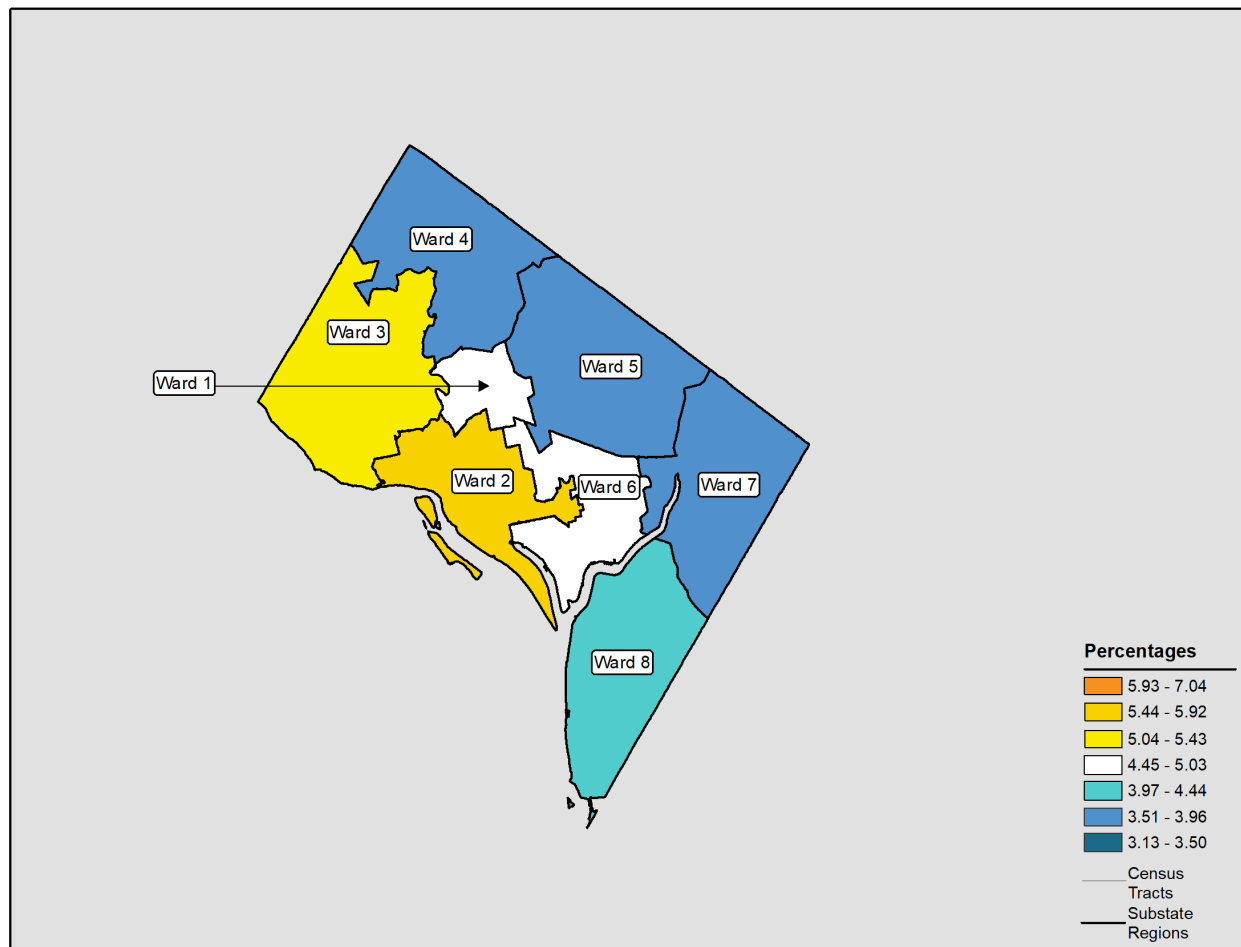 Ward 4
Ward 3
Ward 5
Ward 1
Ward 2
Ward 6
Ward 7
Ward 8
Percentages
5.93 - 7.04
5.44 - 5.92
5.04 - 5.43
4.45 - 5.03
3.97 - 4.44
3.51 - 3.96
3.13 - 3.50
Census
Tracts
Substate
Regions